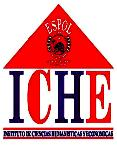 ESPOL
ICHE
INSTITUTO DE CIENCIAS HUMANISTICAS Y ECONOMICAS